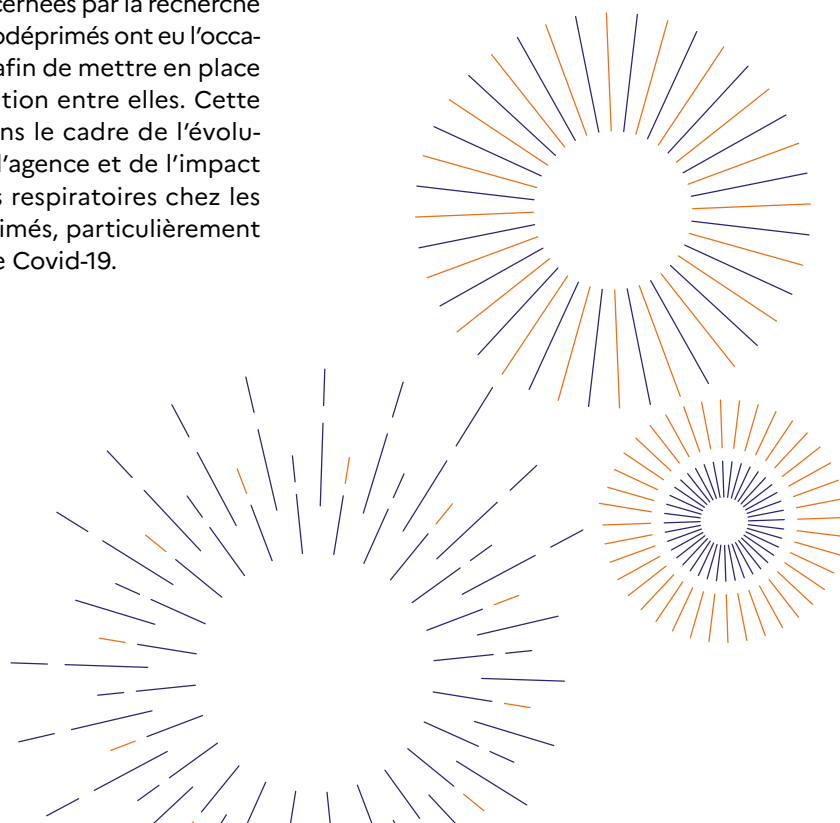 cernées par la recherche
odéprimés ont eu l’occa-
afin de mettre en place
tion entre elles. Cette
ns le cadre de l’évolu-
l’agence et de l’impact
s respiratoires chez les
imés, particulièrement
e Covid-19.